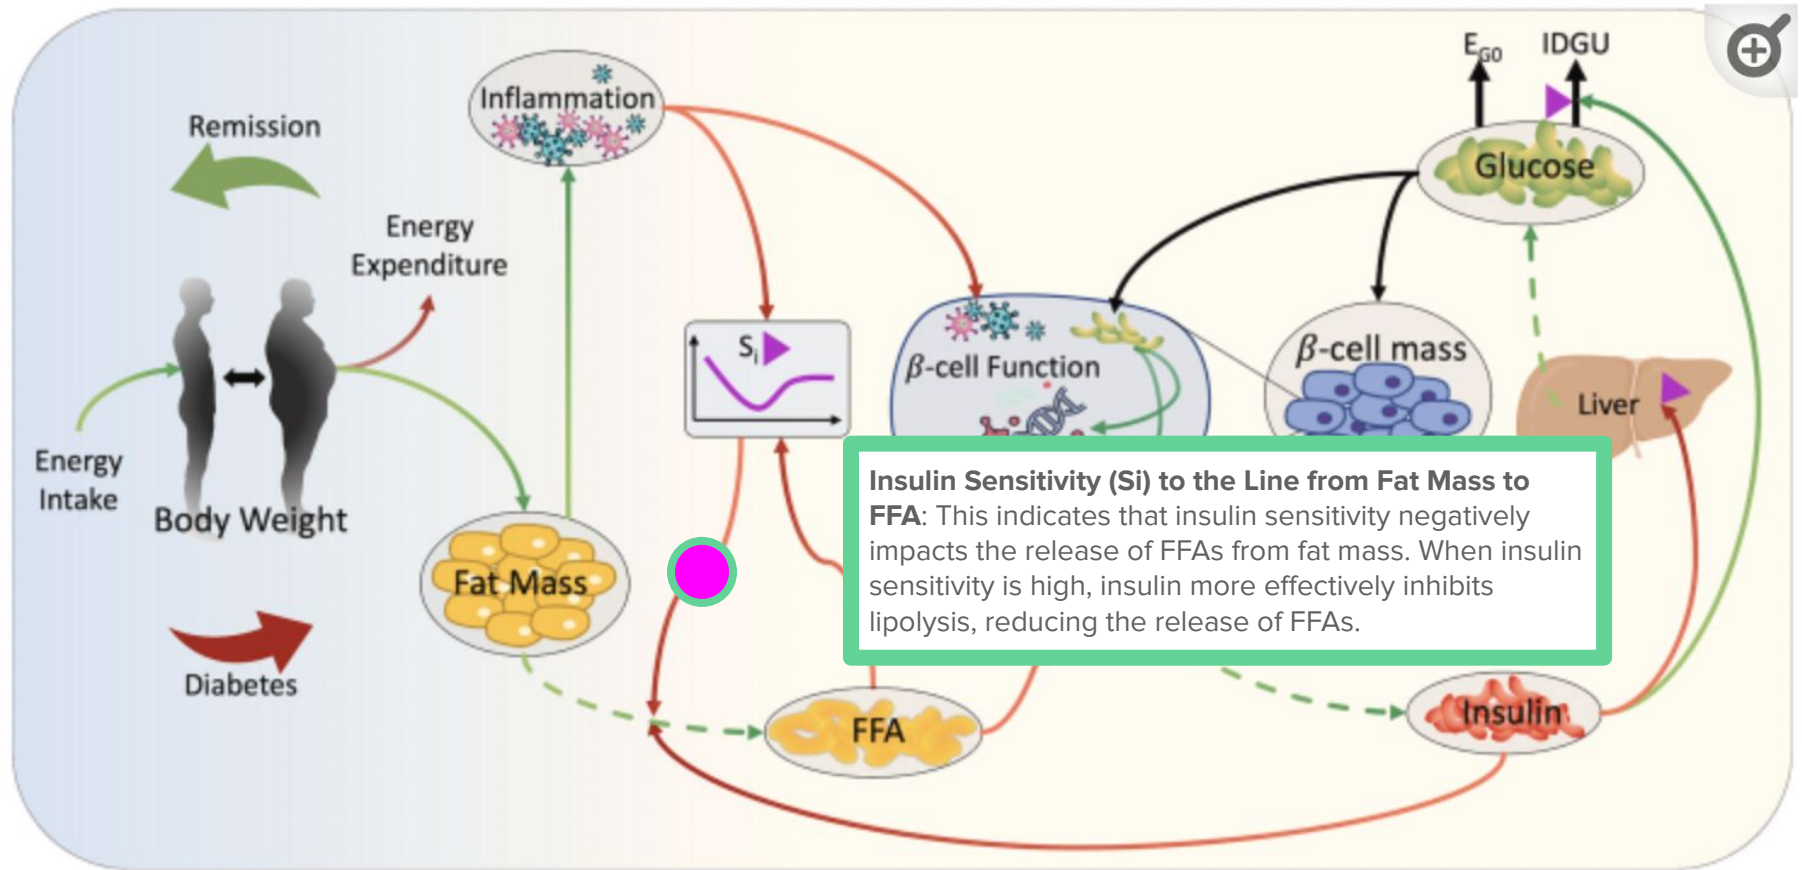 Remission
Energy
Expenditure
Energy
Intake
Body Weight
Diabetes
Inflammation
Fat Mass
Si
β-cell Function
β-cell mass
EG0
IDGU
Glucose
Liver
Insulin Sensitivity (Si) to the Line from Fat Mass to
FFA: This indicates that insulin sensitivity negatively
impacts the release of FFAs from fat mass. When insulin
sensitivity is high, insulin more effectively inhibits
lipolysis, reducing the release of FFAs.
FFA
Insulin